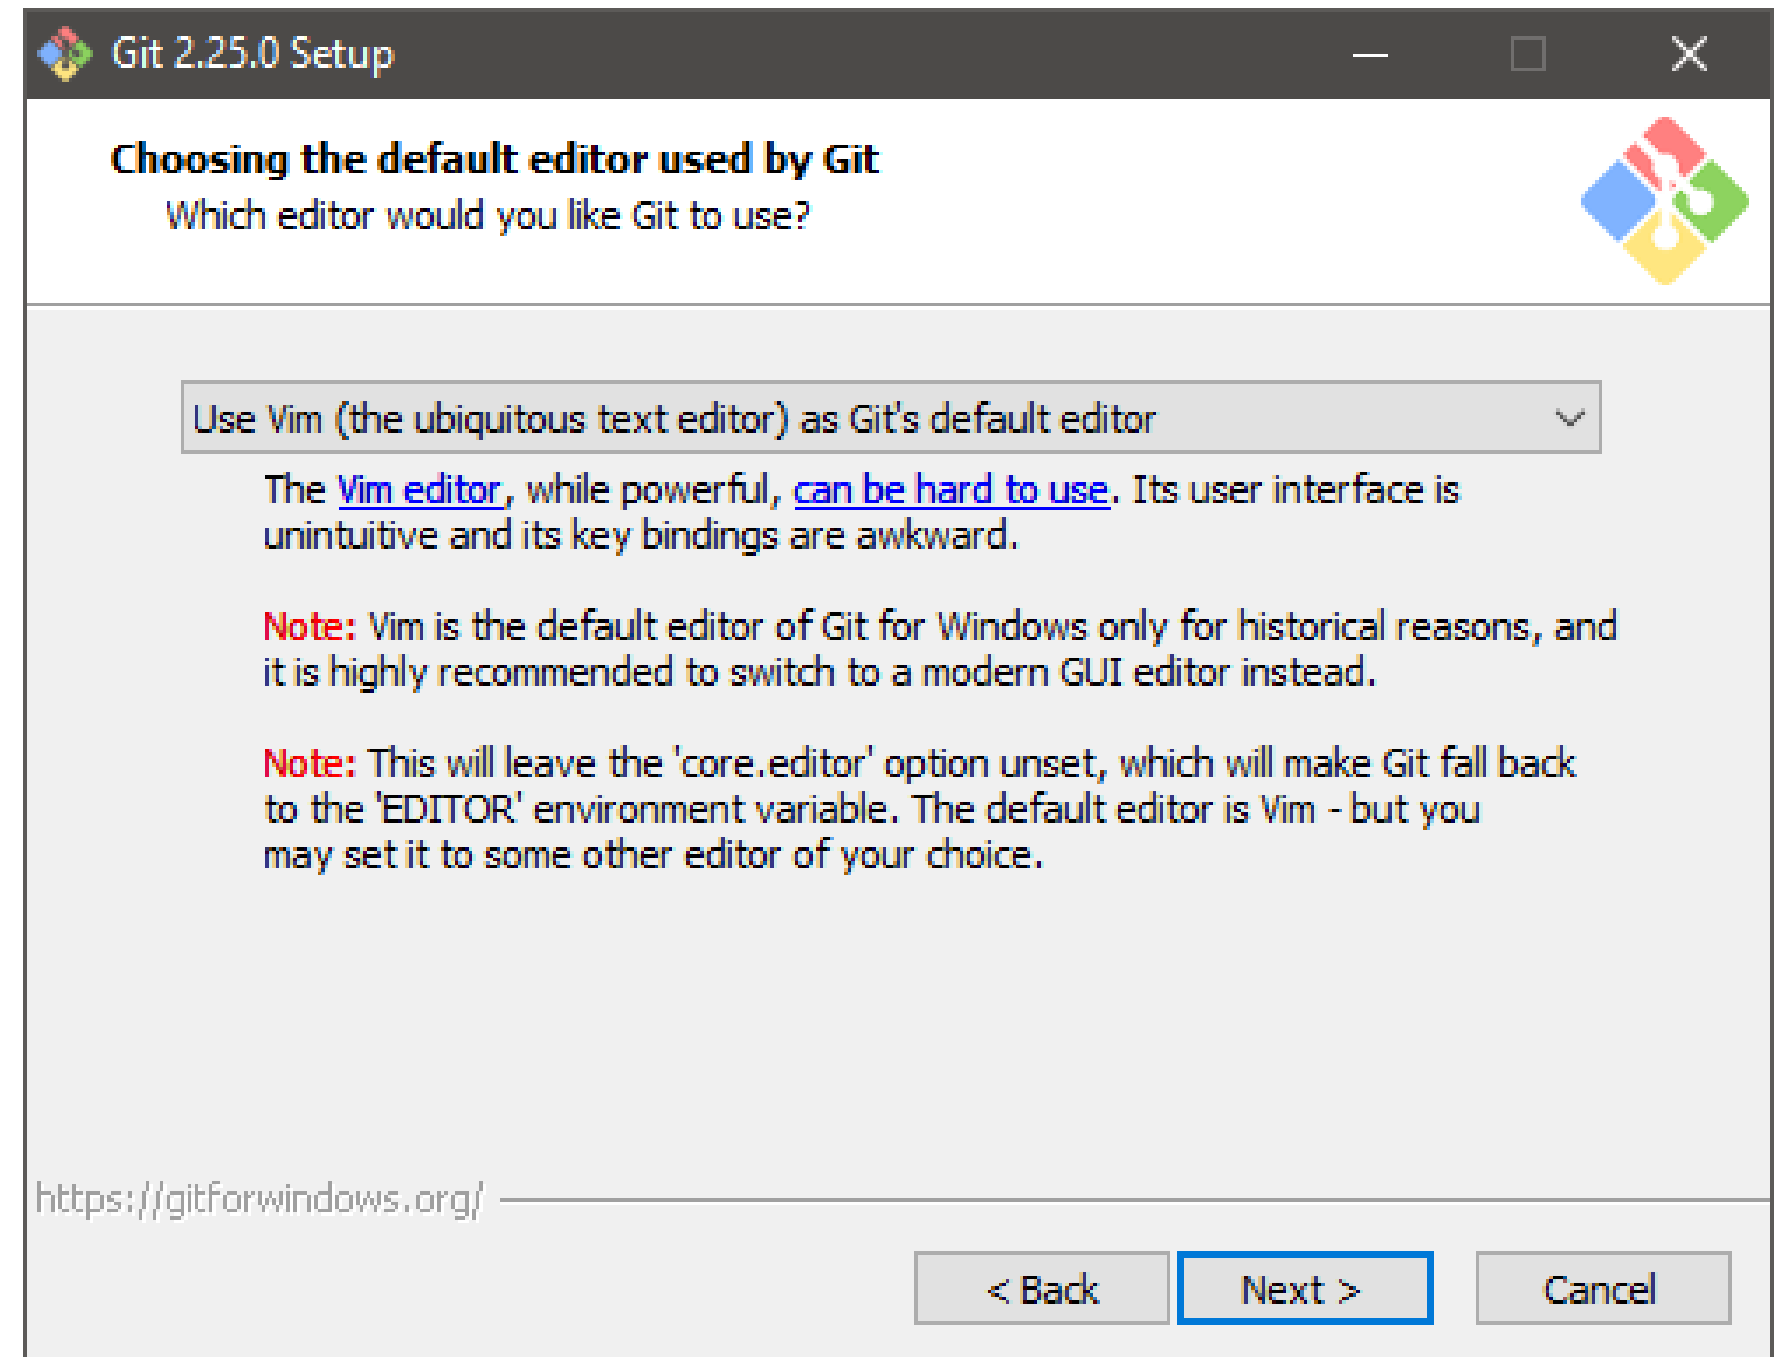 Git 2.25.0 Setup
Choosing the default editor used by Git
Which editor would you like Git to use?
Use Vim (the ubiquitous text editor) as Git's default editor
The Vim editor, while powerful, can be hard to use. Its user interface is
unintuitive and its key bindings are awkward.
Note: Vim is the default editor of Git for Windows only for historical reasons, and
it is highly recommended to switch to a modern GUI editor instead.
Note: This will leave the 'core.editor' option unset, which will make Git fall back
to the 'EDITOR' environment variable. The default editor is Vim - but you
may set it to some other editor of your choice.
https://gitforwindows.org/
< Back
Next >
Cancel